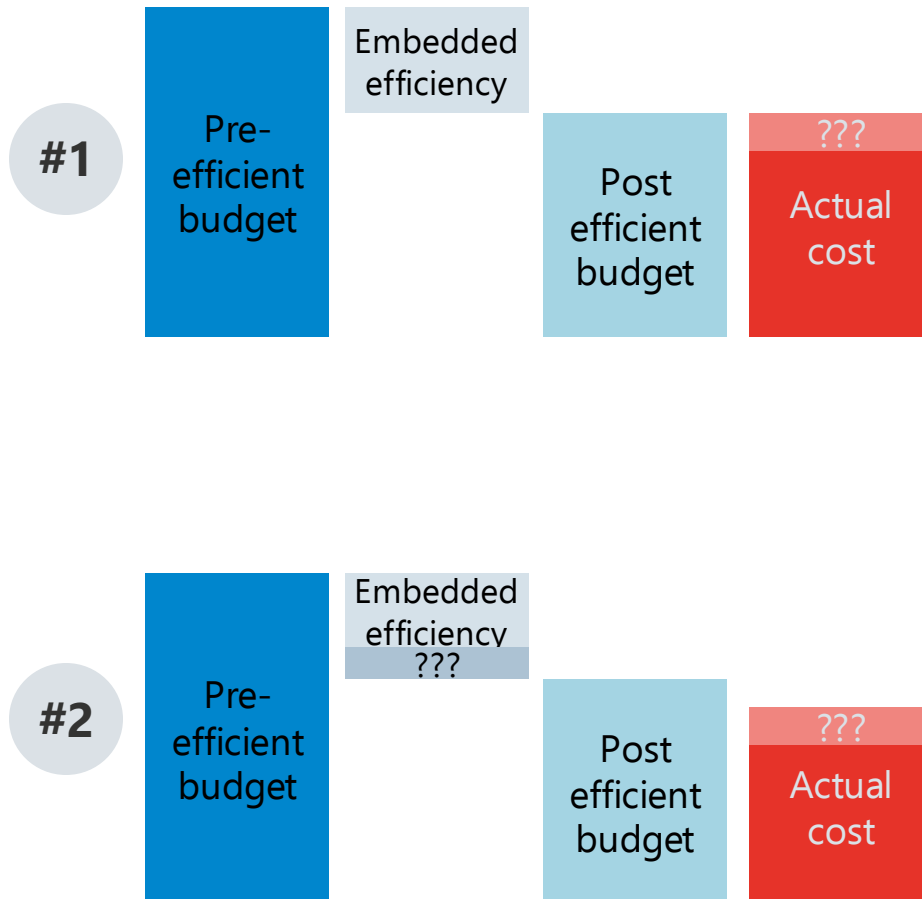 #1
Pre-
efficient
budget
Embedded
efficiency
Post
efficient
budget
???
Actual
cost
#2
Pre-
efficient
budget
Embedded
efficiency
???
Post
efficient
budget
???
Actual
cost